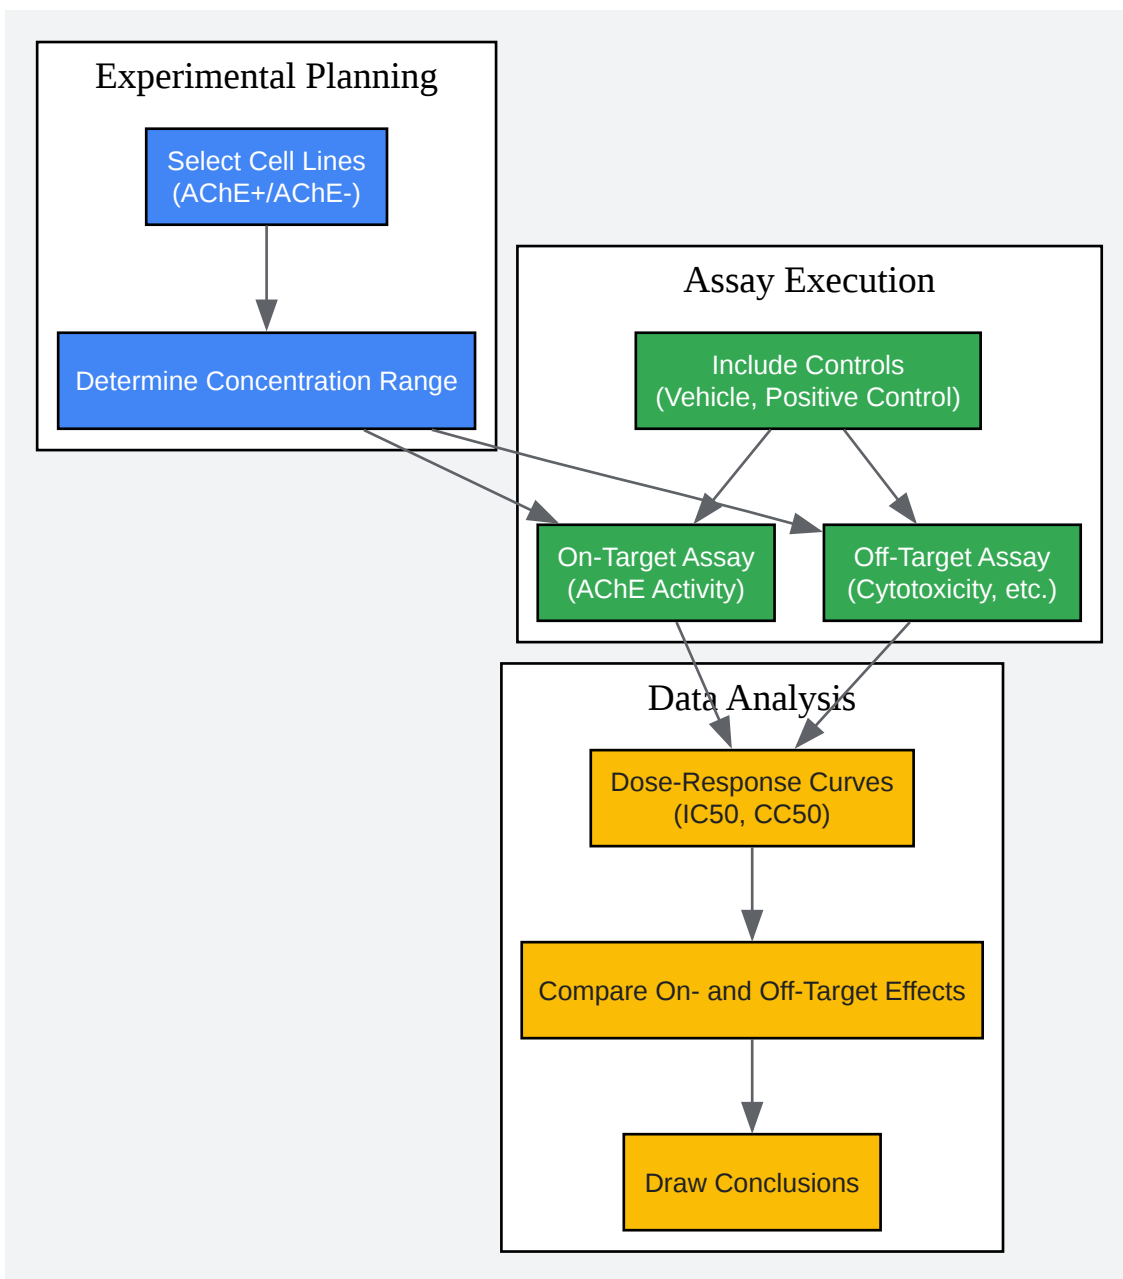 Experimental Planning
Select Cell Lines
(AChE+/AChE-)
Determine Concentration Range
Assay Execution
Include Controls
(Vehicle, Positive Control)
On-Target Assay
(AChE Activity)
Off-Target Assay
(Cytotoxicity, etc.)
Data Analysis
Dose-Response Curves
(IC50, CC50)
Compare On- and Off-Target Effects
Draw Conclusions